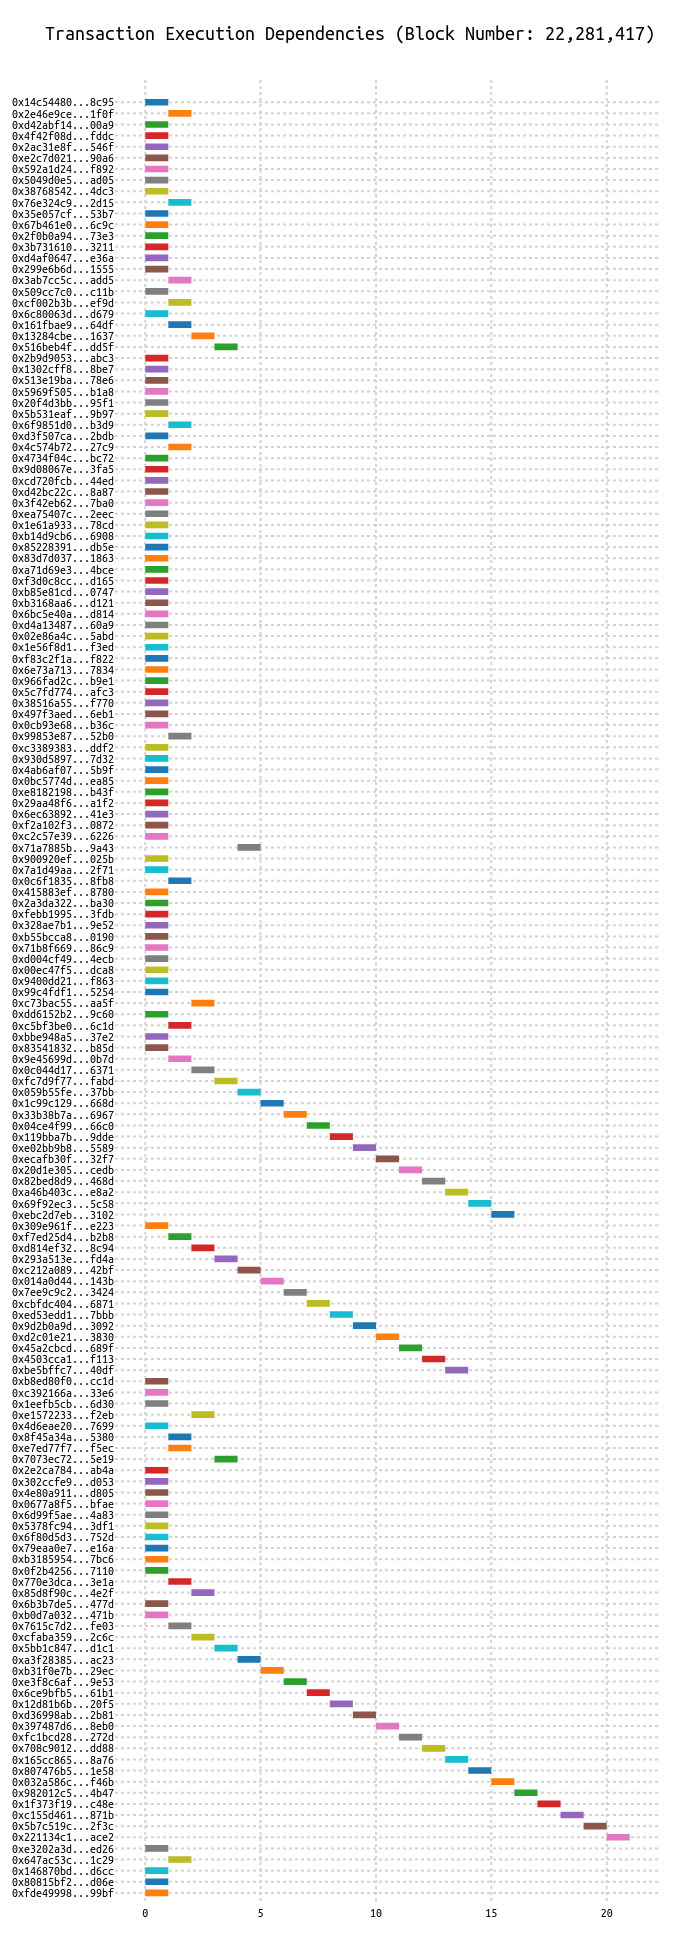 Transaction Execution Dependencies (Block Number: 22,281,417)
0x14c54480...8c95
0x2e46e9ce...1f0f
0xd42abf14...00a9
0x4f42f08d...fddc
0x2ac31e8f...546f
0xe2c7d021...90a6
0x592a1d24...f892
0x5049d0e5...ad05
0x38768542...4dc3
0x76e324c9...2d15
0x35e057cf...53b7
0x67b461e0...6c9c
0x2f0b0a94...73e3
0x3b731610...3211
0xd4af0647...e36a
0x299e6b6d...1555
0x3ab7cc5c...add5
0x509cc7c0...c11b
0xcf002b3b...ef9d
0x6c80063d...d679
0x161fbae9...64df
0x13284cbe...1637
0x516beb4f...dd5f
0x2b9d9053...abc3
0x1302cff8...8be7
0x513e19ba...78e6
0x5969f505...b1a8
0x20f4d3bb...95f1
0x5b531eaf...9b97
0x6f9851d0...b3d9
0xd3f507ca...2bdb
0x4c574b72...27c9
0x4734f04c...bc72
0x9d08067e...3fa5
0xcd720fcb...44ed
0xd42bc22c...8a87
0x3f42eb62...7ba0
0xea75407c...2eec
0x1e61a933...78cd
0xb14d9cb6...6908
0x85228391...db5e
0x83d7d037...1863
0xa71d69e3...4bce
0xf3d0c8cc...d165
0xb85e81cd...0747
0xb3168aa6...d121
0x6bc5e40a...d814
0xd4a13487...60a9
0x02e86a4c...5abd
0x1e56f8d1...f3ed
0xf83c2f1a...f822
0x6e73a713...7834
0x966fad2c...b9e1
0x5c7fd774...afc3
0x38516a55...f770
0x497f3aed...6eb1
0x0cb93e68...b36c
0x99853e87...52b0
0xc3389383...ddf2
0x930d5897...7d32
0x4ab6af07...5b9f
0x0bc5774d...ea85
0xe8182198...b43f
0x29aa48f6...a1f2
0x6ec63892...41e3
0xf2a102f3...0872
0xc2c57e39...6226
0x71a7885b...9a43
0x900920ef...025b
0x7a1d49aa...2f71
0x0c6f1835...8fb8
0x415883ef...8780
0x2a3da322...ba30
0xfebb1995...3fdb
0x328ae7b1...9e52
0xb55bcca8...0190
0x71b8f669...86c9
0xd004cf49...4ecb
0x00ec47f5...dca8
0x9400dd21...f863
0x99c4fdf1...5254
0xc73bac55...aa5f
0xdd6152b2...9c60
0xc5bf3be0...6c1d
0xbbe948a5...37e2
0x83541832...b85d
0x9e45699d...0b7d
0x0c044d17...6371
0xfc7d9f77...fabd
0x059b55fe...37bb
0x1c99c129...668d
0x33b38b7a...6967
0x04ce4f99...66c0
0x119bba7b...9dde
0xe02bb9b8...5589
0xecafb30f...32f7
0x20d1e305...cedb
0x82bed8d9...468d
0xa46b403c...e8a2
0x69f92ec3...5c58
0xebc2d7eb...3102
0x309e961f...e223
0xf7ed25d4...b2b8
0xd814ef32...8c94
0x293a513e...fd4a
0xc212a089...42bf
0x014a0d44...143b
0x7ee9c9c2...3424
0xcbfdc404...6871
0xed53edd1...7bbb
0x9d2b0a9d...3092
0xd2c01e21...3830
0x45a2cbcd...689f
0x4503cca1...f113
0xbe5bffc7...40df
0xb8ed80f0...cc1d
0xc392166a...33e6
0x1eefb5cb...6d30
0xe1572233...f2eb
0x4d6eae20...7699
0x8f45a34a...5380
0xe7ed77f7...f5ec
0x7073ec72...5e19
0x2e2ca784...ab4a
0x302ccfe9...d053
0x4e80a911...d805
0x0677a8f5...bfae
0x6d99f5ae...4a83
0x5378fc94...3df1
0x6f80d5d3...752d
0x79eaa0e7...e16a
0xb3185954...7bc6
0x0f2b4256...7110
0x770e3dca...3e1a
0x85d8f90c...4e2f
0x6b3b7de5...477d
0xb0d7a032...471b
0x7615c7d2...fe03
0xcfaba359...2c6c
0x5bb1c847...d1c1
0xa3f28385...ac23
0xb31f0e7b...29ec
0xe3f8c6af...9e53
0x6ce9bfb5...61b1
0x12d81b6b...20f5
0xd36998ab...2b81
0x397487d6...8eb0
0xfc1bcd28...272d
0x708c9012...dd88
0x165cc865...8a76
0x807476b5...1e58
0x032a586c...f46b
0x982012c5...4b47
0x1f373f19...c48e
0xc155d461...871b
0x5b7c519c...2f3c
0x221134c1...ace2
0xe3202a3d...ed26
0x647ac53c...1c29
0x146870bd...d6cc
0x80815bf2...d06e
0xfde49998...99bf
0 5 10 15 20